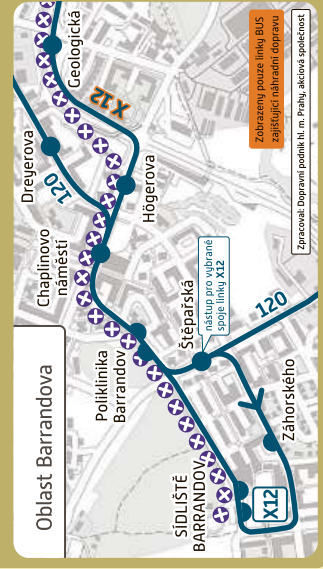 Oblast Barrandova
Geologická
X 12
Dreyerova
120
Högerova
Chaplinovo
náměstí
Poliklinika
Barrandov
Štěpařská
nástup pro vybrané
spoje linky X12
120
SÍDLIŠTĚ
BARRANDOV
Záhorského
X12
Zobrazeny pouze linky BUS
zajišťující náhradní dopravu
Zpracoval: Dopravní podnik hl. m. Prahy, akciová společnost